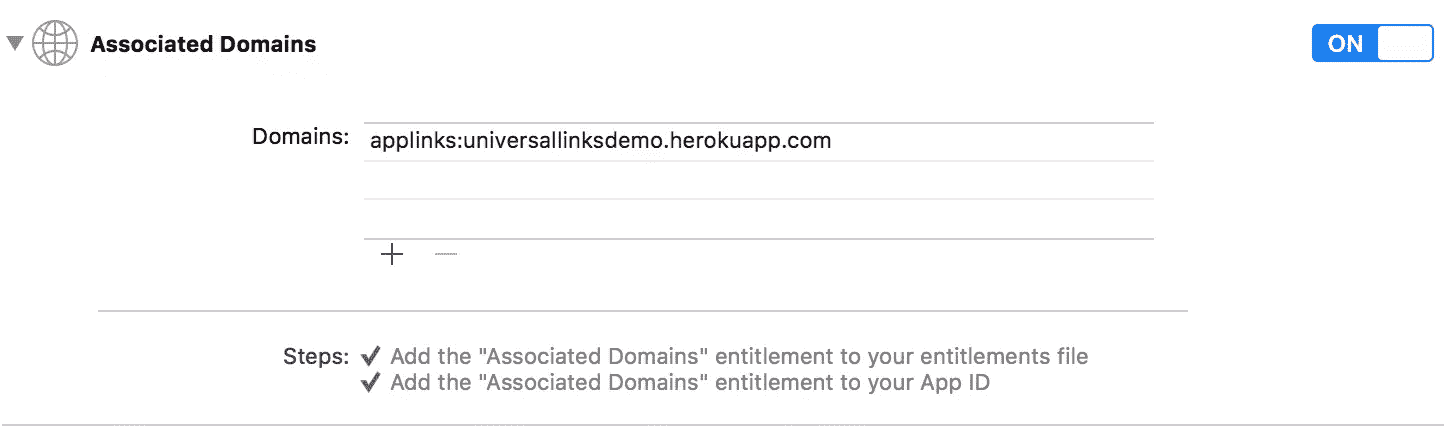 Associated Domains
ON
Domains: applinks:universallinksdemo.herokuapp.com
Steps: ✔ Add the "Associated Domains" entitlement to your entitlements file
✔ Add the "Associated Domains" entitlement to your App ID